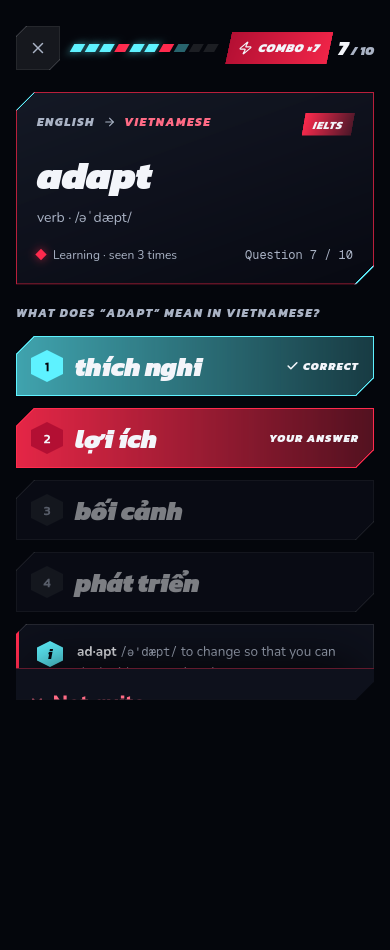 COMBO ×7
7 / 10
ENGLISH → VIETNAMESE
IELTS
adapt
verb · /əˈdæpt/
Learning · seen 3 times
Question 7 / 10
WHAT DOES "ADAPT" MEAN IN VIETNAMESE?
1 thích nghi ✓ CORRECT
2 lợi ích YOUR ANSWER
3 bối cảnh
4 phát triển
i ad·apt /əˈdæpt/ to change so that you can